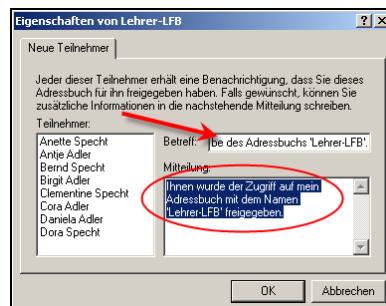 Eigenschaften von Lehrer-LFB
Neue Teilnehmer
Jeder dieser Teilnehmer erhält eine Benachrichtigung, dass Sie dieses
Adressbuch für ihn freigegeben haben. Falls gewünscht, können Sie
zusätzliche Informationen in die nachstehende Mitteilung schreiben.
Teilnehmer:
Anette Specht
Antje Adler
Bernd Specht
Birgit Adler
Clementine Specht
Cora Adler
Daniela Adler
Dora Specht
Betreff: be des Adressbuchs 'Lehrer-LFB'.
Mitteilung:
Ihnen wurde der Zugriff auf mein
Adressbuch mit dem Namen
'Lehrer-LFB' freigegeben.
OK Abbrechen